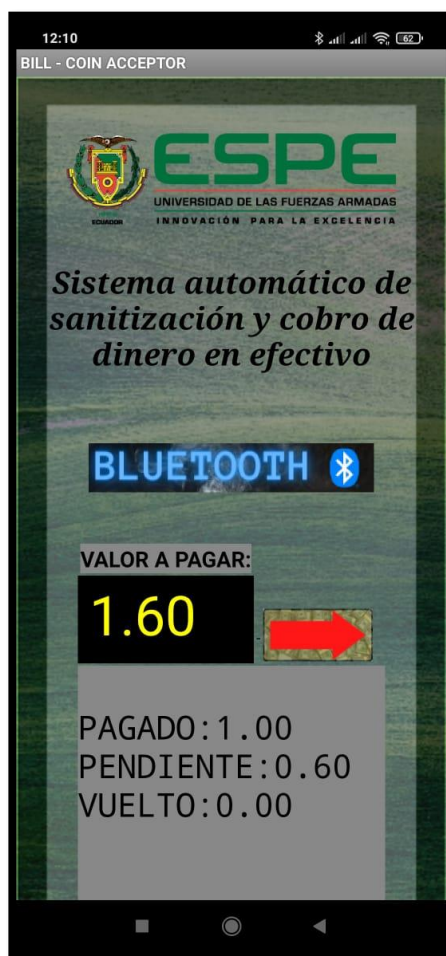 12:10
62
BILL - COIN ACCEPTOR
ESPE
UNIVERSIDAD DE LAS FUERZAS ARMADAS
ECUADOR
INNOVACIÓN PARA LA EXCELENCIA
Sistema automático de
sanitización y cobro de
dinero en efectivo
BLUETOOTH
VALOR A PAGAR:
1.60
PAGADO:1.00
PENDIENTE:0.60
VUELTO:0.00